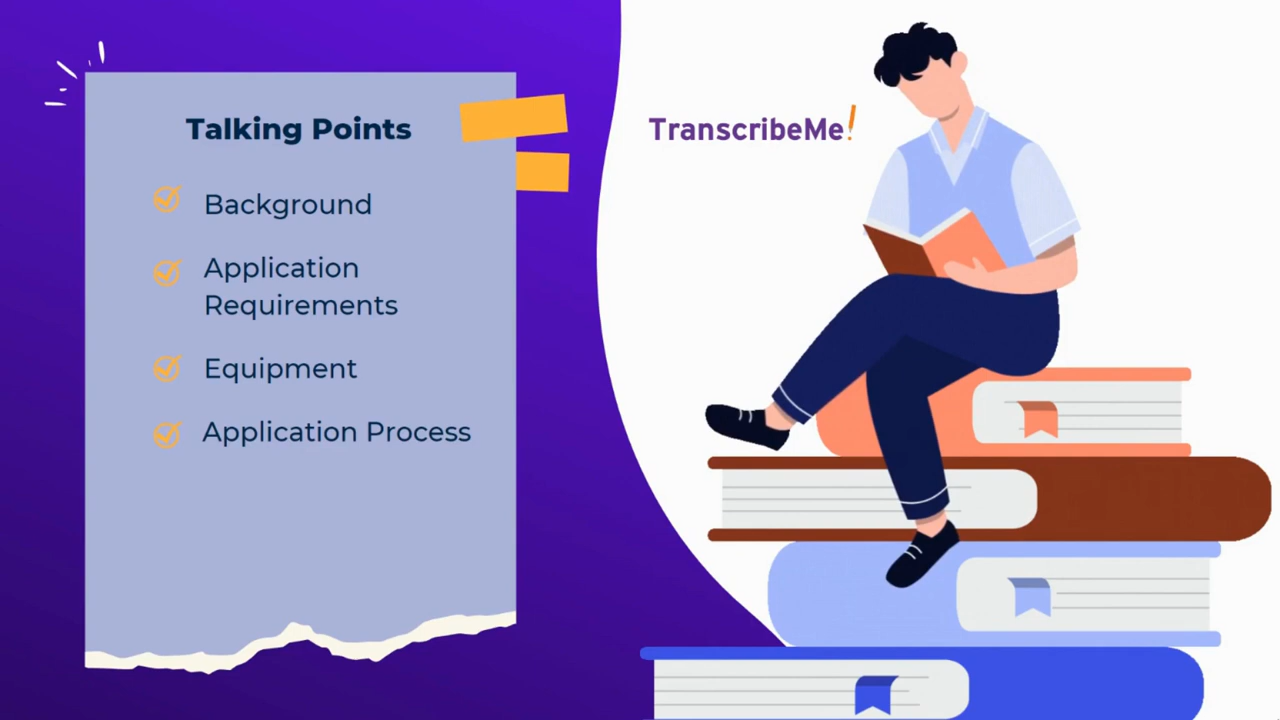 Talking Points
Background
Application
Requirements
Equipment
Application Process
TranscribeMe!